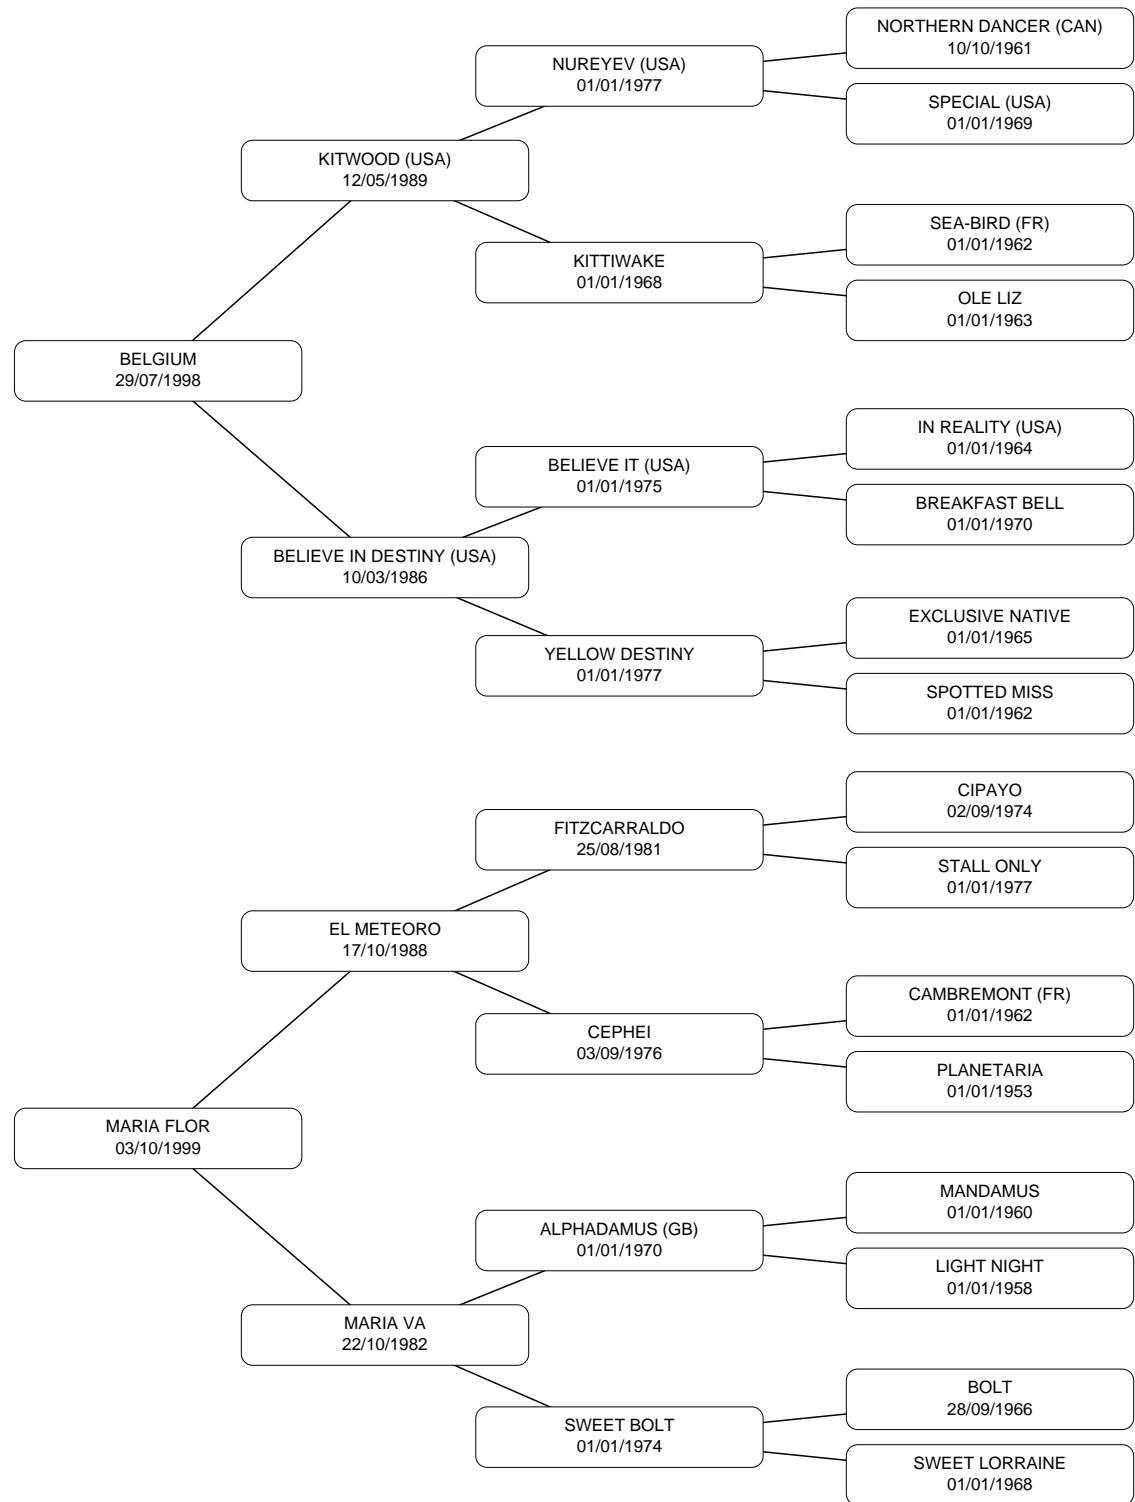 NORTHERN DANCER (CAN)
10/10/1961
NUREYEV (USA)
01/01/1977
SPECIAL (USA)
01/01/1969
KITWOOD (USA)
12/05/1989
SEA-BIRD (FR)
01/01/1962
KITTIWAKE
01/01/1968
OLE LIZ
01/01/1963
BELGIUM
29/07/1998
IN REALITY (USA)
01/01/1964
BELIEVE IT (USA)
01/01/1975
BREAKFAST BELL
01/01/1970
BELIEVE IN DESTINY (USA)
10/03/1986
EXCLUSIVE NATIVE
01/01/1965
YELLOW DESTINY
01/01/1977
SPOTTED MISS
01/01/1962
CIPAYO
02/09/1974
FITZCARRALDO
25/08/1981
STALL ONLY
01/01/1977
EL METEORO
17/10/1988
CAMBREMONT (FR)
01/01/1962
CEPHEI
03/09/1976
PLANETARIA
01/01/1953
MARIA FLOR
03/10/1999
MANDAMUS
01/01/1960
ALPHADAMUS (GB)
01/01/1970
LIGHT NIGHT
01/01/1958
MARIA VA
22/10/1982
BOLT
28/09/1966
SWEET BOLT
01/01/1974
SWEET LORRAINE
01/01/1968